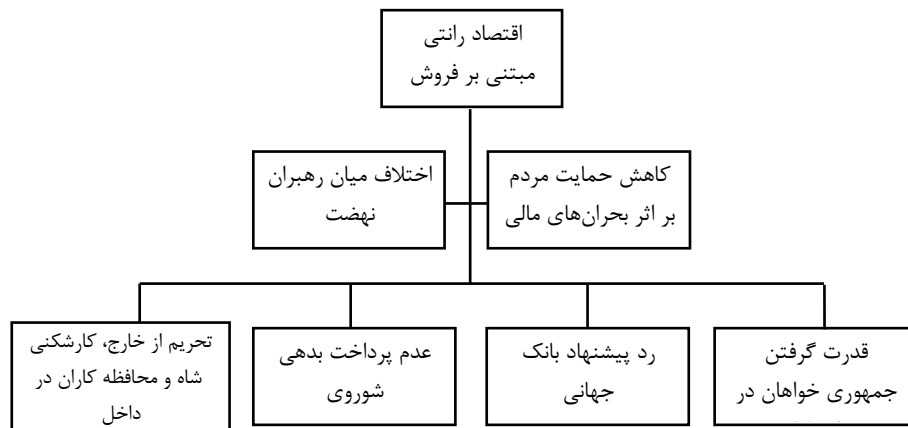 اقتصاد رانتی
مبتنی بر فروش
کاهش حمایت مردم
بر اثر بحران‌های مالی
اختلاف میان رهبران
نهضت
قدرت گرفتن
جمهوری خواهان در
رد پیشنهاد بانک
جهانی
عدم پرداخت بدهی
شوروی
تحریم از خارج، کارشکنی
شاه و محافظه کاران در
داخل